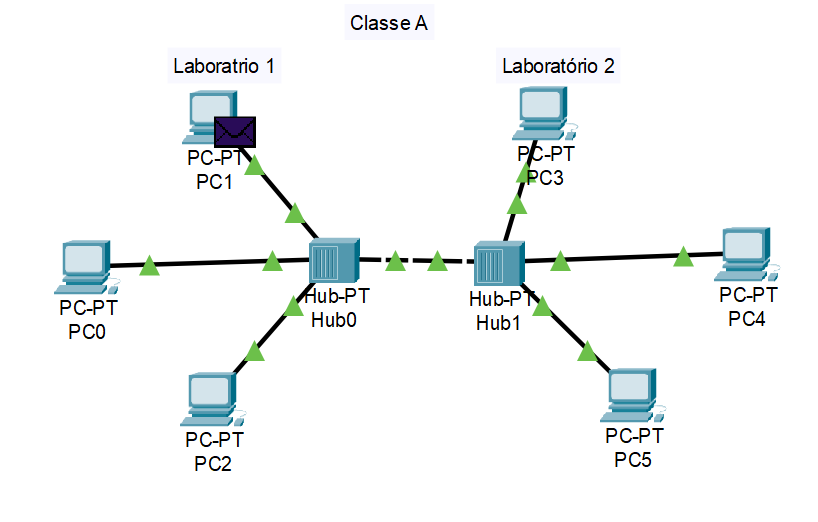 Classe A
Laboratrio 1
Laboratório 2
PC-PT
PC1
PC-PT
PC3
PC-PT
PC0
Hub-PT
Hub0
Hub-PT
Hub1
PC-PT
PC4
PC-PT
PC2
PC-PT
PC5